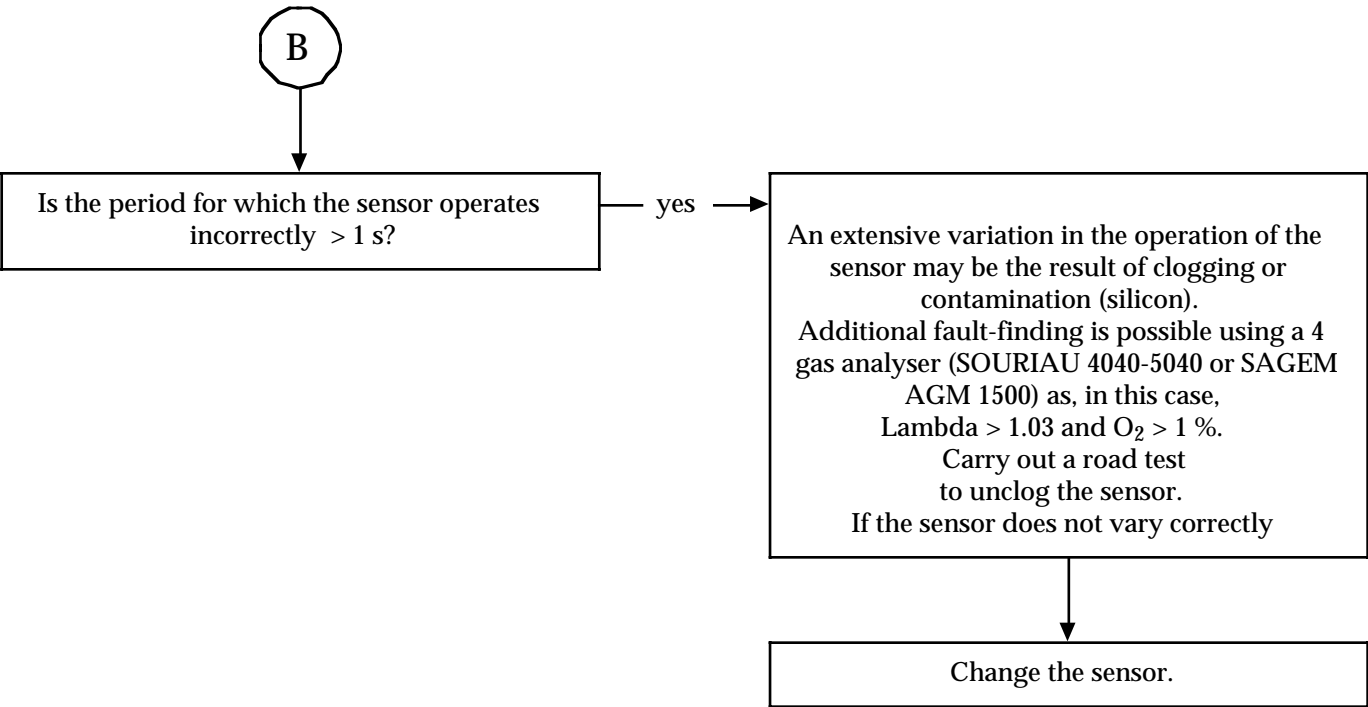 B
Is the period for which the sensor operates
incorrectly > 1 s?
yes
An extensive variation in the operation of the
sensor may be the result of clogging or
contamination (silicon).
Additional fault-finding is possible using a 4
gas analyser (SOURIAU 4040-5040 or SAGEM
AGM 1500) as, in this case,
Lambda > 1.03 and O₂ > 1 %.
Carry out a road test
to unclog the sensor.
If the sensor does not vary correctly
Change the sensor.